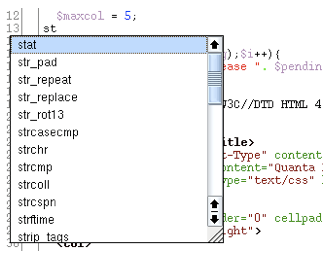 12 $maxcol = 5;
13 st
stat
str_pad
str_repeat
str_replace
str_rot13
strcasecmp
strchr
strcmp
strcoll
strcspn
strftime
strip_tags
);$i++){
ease ". $pendin
W3C//DTD HTML 4
itle>
t-Type" content
ontent="Quanta
ype="text/css"
der="0" cellpad
ight">
<col>